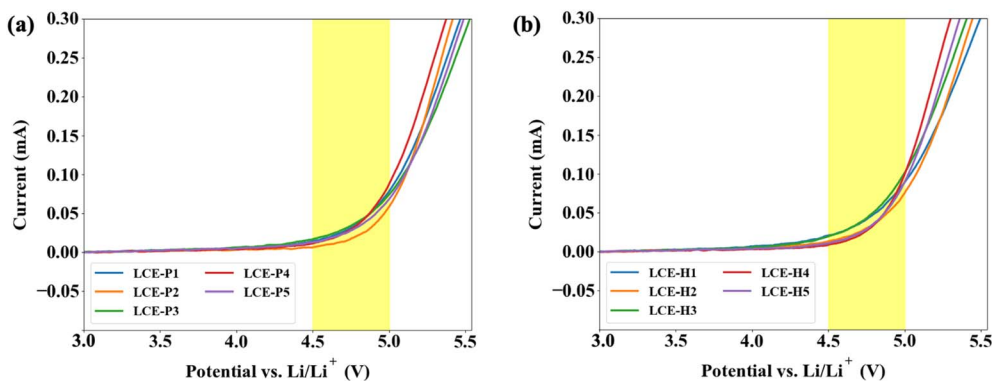 (a)
0.30
0.25
0.20
0.15
0.10
0.05
0.00
−0.05
Current (mA)
LCE-P1 LCE-P4
LCE-P2 LCE-P5
LCE-P3
3.0 3.5 4.0 4.5 5.0 5.5
Potential vs. Li/Li+ (V)
(b)
0.30
0.25
0.20
0.15
0.10
0.05
0.00
−0.05
Current (mA)
LCE-H1 LCE-H4
LCE-H2 LCE-H5
LCE-H3
3.0 3.5 4.0 4.5 5.0 5.5
Potential vs. Li/Li+ (V)